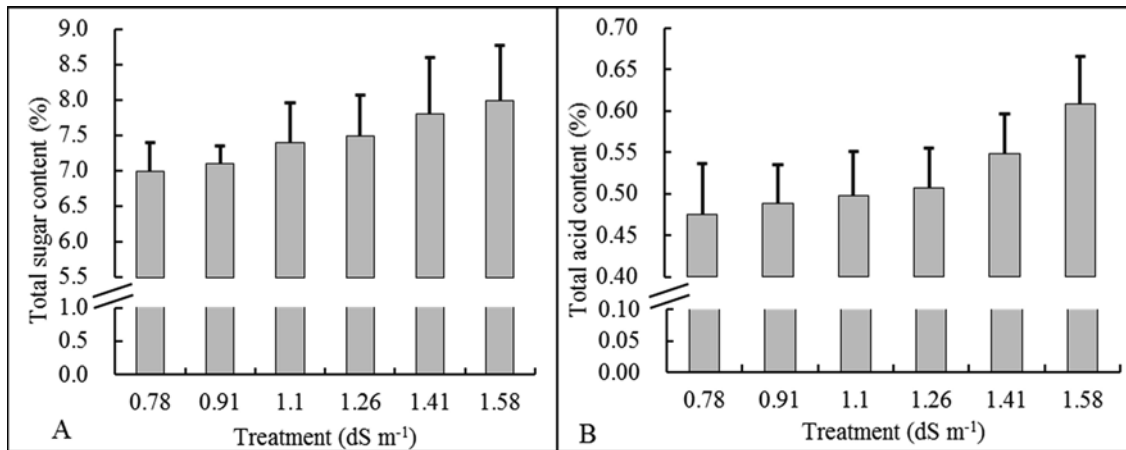 Total sugar content (%)
9.0
8.5
8.0
7.5
7.0
6.5
6.0
5.5
1.0
0.5
0.0
0.78 0.91 1.1 1.26 1.41 1.58
Treatment (dS m⁻¹)
A
Total acid content (%)
0.70
0.65
0.60
0.55
0.50
0.45
0.40
0.10
0.05
0.00
0.78 0.91 1.1 1.26 1.41 1.58
Treatment (dS m⁻¹)
B